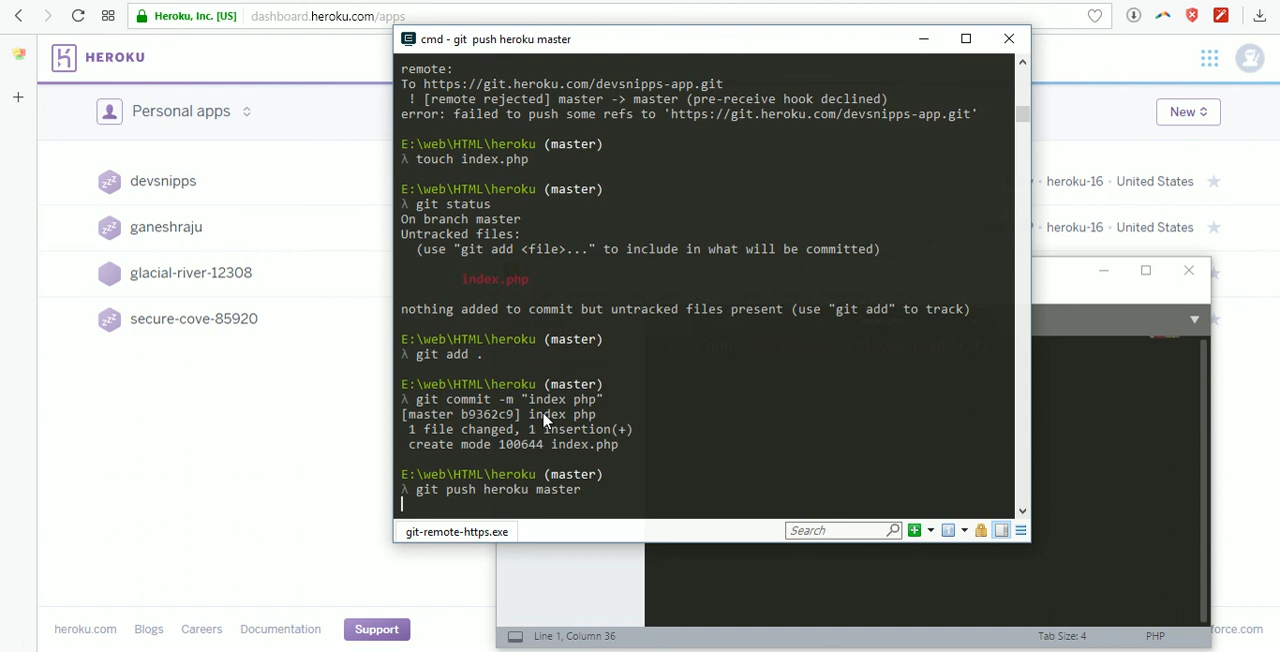 Heroku, Inc. [US]
dashboard.heroku.com/apps
HEROKU
Personal apps
New
devsnipps
heroku-16 · United States
ganeshraju
heroku-16 · United States
glacial-river-12308
secure-cove-85920
cmd - git push heroku master
remote:
To https://git.heroku.com/devsnipps-app.git
! [remote rejected] master -> master (pre-receive hook declined)
error: failed to push some refs to 'https://git.heroku.com/devsnipps-app.git'
E:\web\HTML\heroku (master)
λ touch index.php
E:\web\HTML\heroku (master)
λ git status
On branch master
Untracked files:
(use "git add <file>..." to include in what will be committed)
index.php
nothing added to commit but untracked files present (use "git add" to track)
E:\web\HTML\heroku (master)
λ git add .
E:\web\HTML\heroku (master)
λ git commit -m "index php"
[master b9362c9] index php
1 file changed, 1 insertion(+)
create mode 100644 index.php
E:\web\HTML\heroku (master)
λ git push heroku master
git-remote-https.exe
Search
Line 1, Column 36
Tab Size: 4
PHP
heroku.com
Blogs
Careers
Documentation
Support
force.com